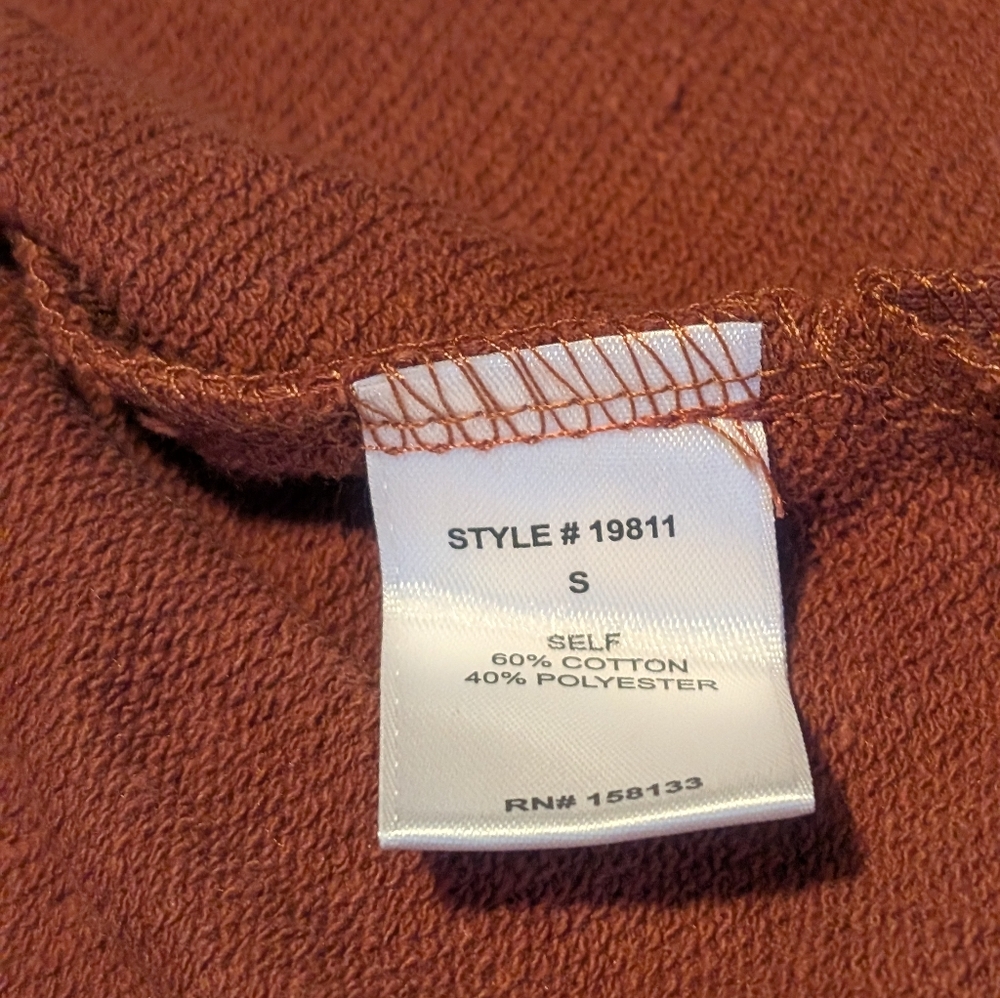 STYLE # 19811
S
SELF
60% COTTON
40% POLYESTER
RN# 158133